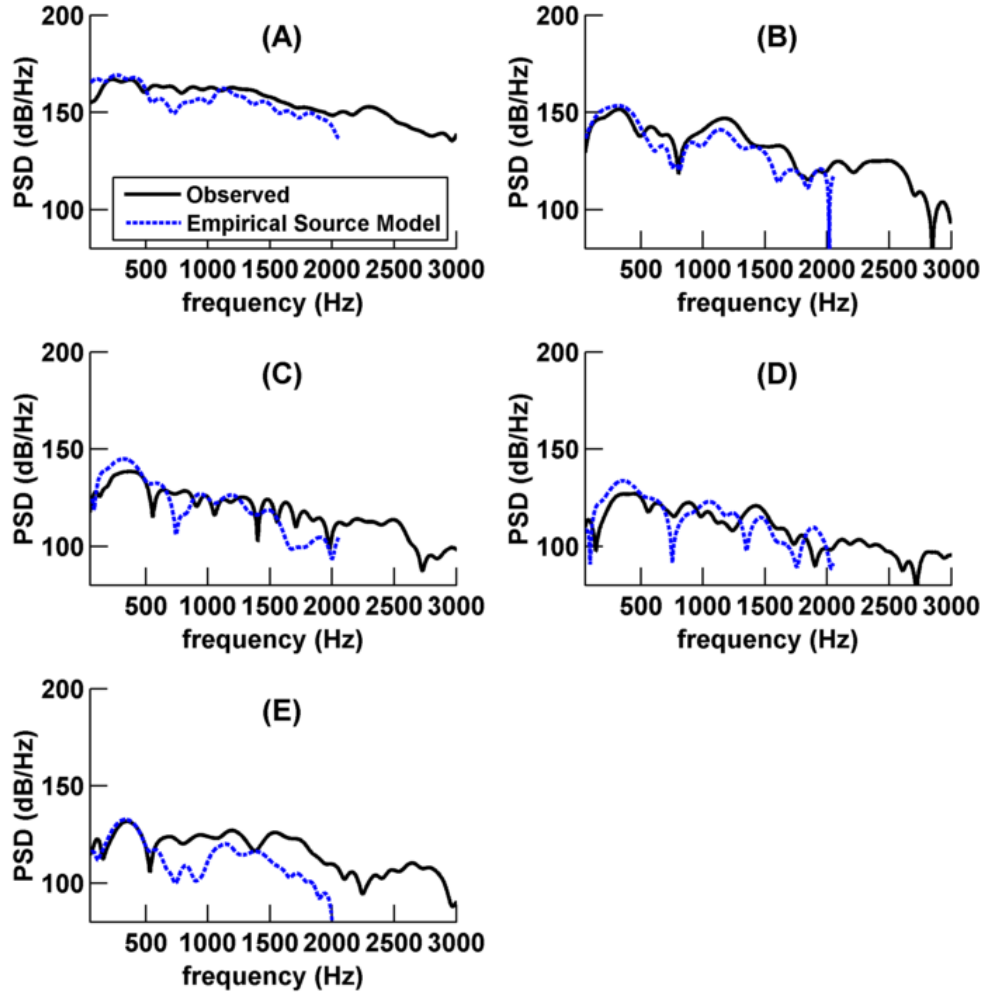 (A)
PSD (dB/Hz)
200
150
100
Observed
Empirical Source Model
500 1000 1500 2000 2500 3000
frequency (Hz)
(B)
PSD (dB/Hz)
200
150
100
500 1000 1500 2000 2500 3000
frequency (Hz)
(C)
PSD (dB/Hz)
200
150
100
500 1000 1500 2000 2500 3000
frequency (Hz)
(D)
PSD (dB/Hz)
200
150
100
500 1000 1500 2000 2500 3000
frequency (Hz)
(E)
PSD (dB/Hz)
200
150
100
500 1000 1500 2000 2500 3000
frequency (Hz)